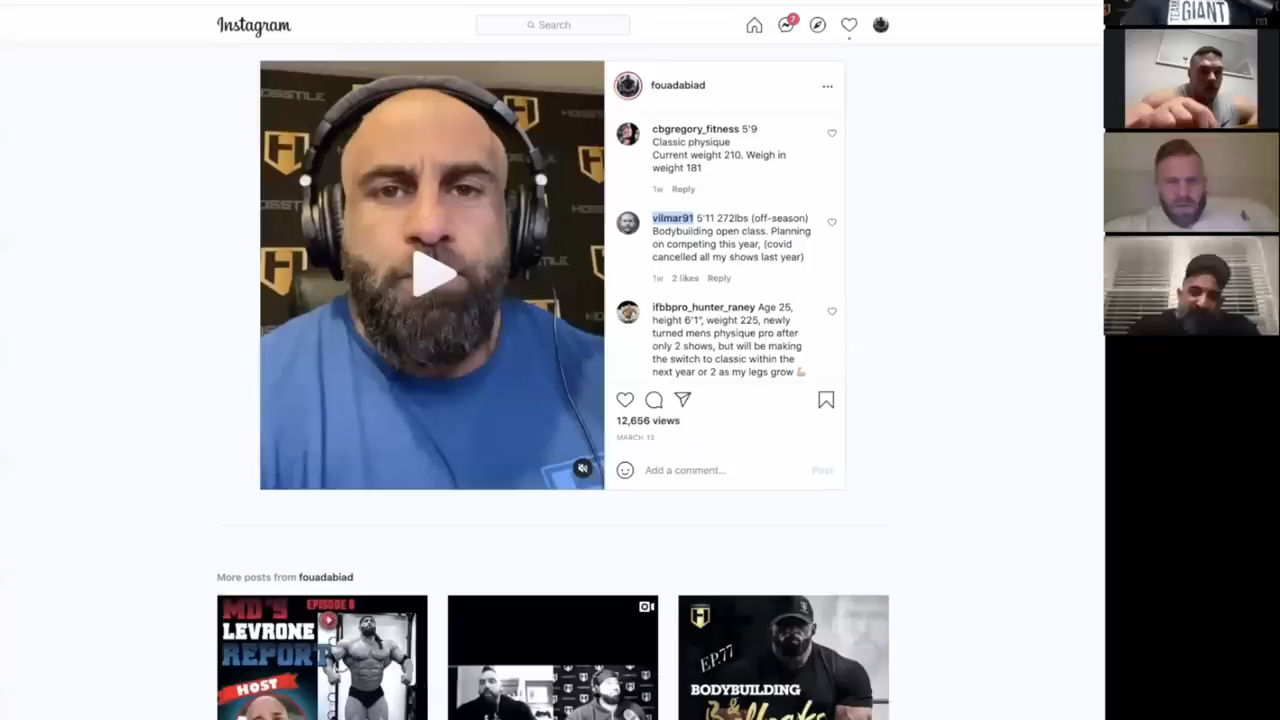 Instagram
Search
7
TEAM
GIANT
HOSSTILE
fouadabiad
cbgregory_fitness 5'9
Classic physique
Current weight 210. Weigh in
weight 181
1w Reply
vilmar91 5'11 272lbs (off-season)
Bodybuilding open class. Planning
on competing this year, (covid
cancelled all my shows last year)
1w 2 likes Reply
ifbbpro_hunter_raney Age 25,
height 6'1", weight 225, newly
turned mens physique pro after
only 2 shows, but will be making
the switch to classic within the
next year or 2 as my legs grow 💪🏼
12,656 views
MARCH 13
Add a comment...
Post
More posts from fouadabiad
MD'S EPISODE 8
LEVRONE
REPORT
HOST
EP.77
BODYBUILDING
&